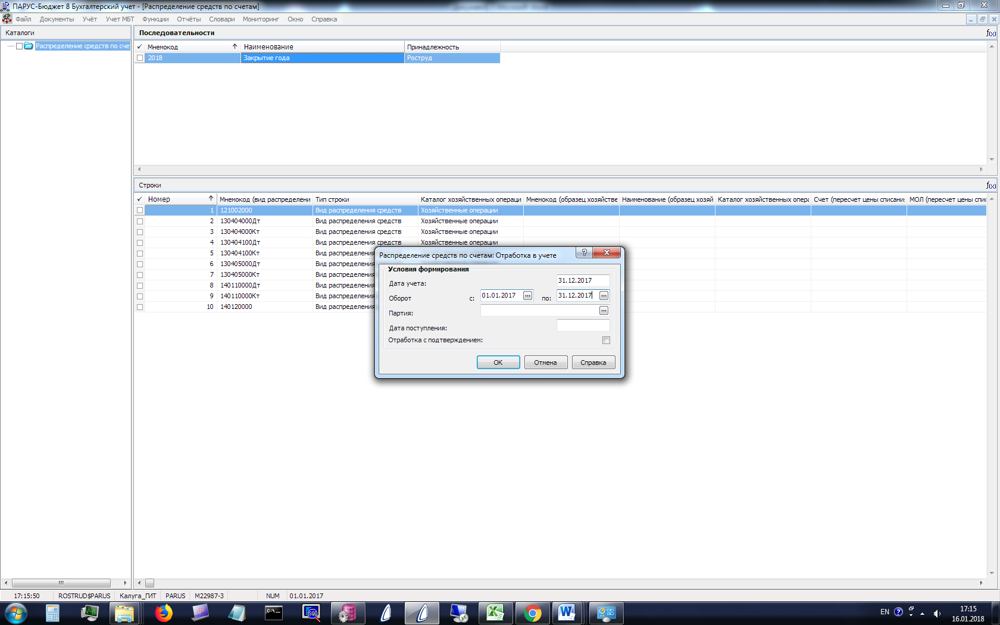 ПАРУС-Бюджет 8 Бухгалтерский учет - [Распределение средств по счетам]
Файл Документы Учёт Учет МБТ Функции Отчёты Словари Мониторинг Окно Справка
Каталоги
Распределение средств по сче
Последовательности f(x)
✓ Мнемокод Наименование Принадлежность
2018 Закрытие года Роструд
Строки f(x)
✓ Номер Мнемокод (вид распределени Тип строки Каталог хозяйственных операци Мнемокод (образец хозяйстве Наименование (образец хозяй Каталог хозяйственных опера Счет (пересчет цены списани МОЛ (пересчет цены спис
1 121002000 Вид распределения средств Хозяйственные операции
2 130404000Дт Вид распределения средств Хозяйственные операции
3 130404000Кт Вид распределения средств Хозяйственные операции
4 130404100Дт Вид распределения средств Хозяйственные операции
5 130404100Кт Вид распределения
6 130405000Дт Вид распределения
7 130405000Кт Вид распределения
8 140110000Дт Вид распределения
9 140110000Кт Вид распределения
10 140120000 Вид распределения
Распределение средств по счетам: Отработка в учете
Условия формирования
Дата учета: 31.12.2017
Оборот с: 01.01.2017 ... по: 31.12.2017 ...
Партия: ...
Дата поступления:
Отработка с подтверждением:
ОК Отмена Справка
17:15:50 ROSTRUD$PARUS Калуга_ГИТ PARUS M22987-3 NUM 01.01.2017
C:\_
SQL
EN 17:15
16.01.2018